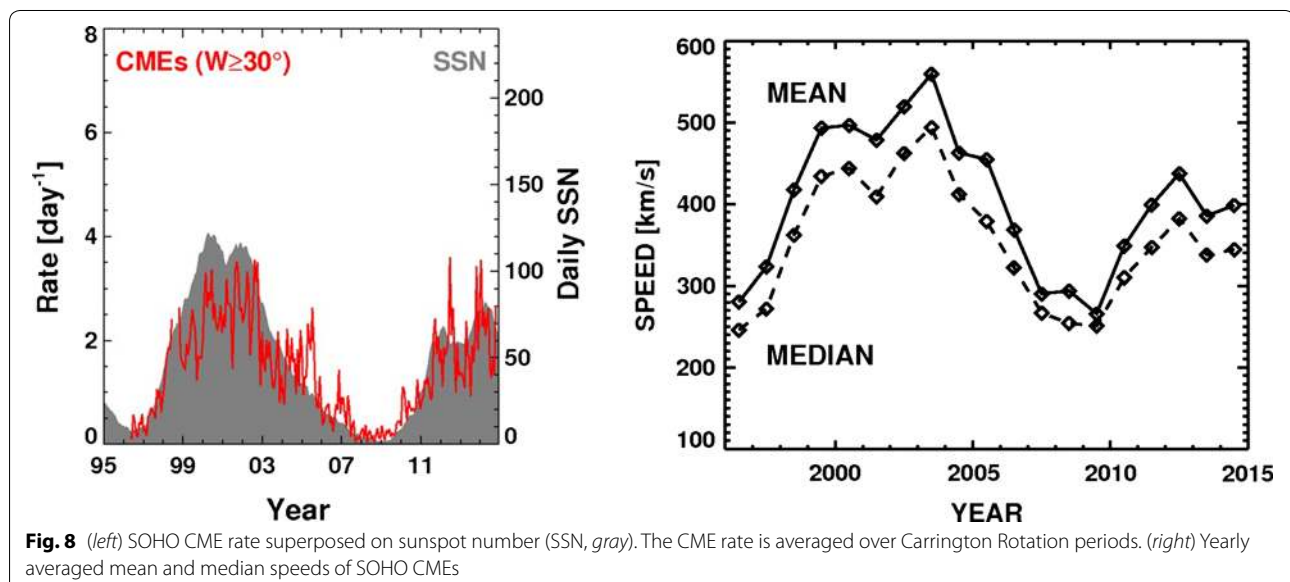 CMEs (W≥30°) SSN
8
6
4
2
0
Rate [day⁻¹]
200
150
100
50
0
Daily SSN
95 99 03 07 11
Year
600
500
400
300
200
100
SPEED [km/s]
MEAN
MEDIAN
2000 2005 2010 2015
YEAR
Fig. 8 (left) SOHO CME rate superposed on sunspot number (SSN, gray). The CME rate is averaged over Carrington Rotation periods. (right) Yearly
averaged mean and median speeds of SOHO CMEs